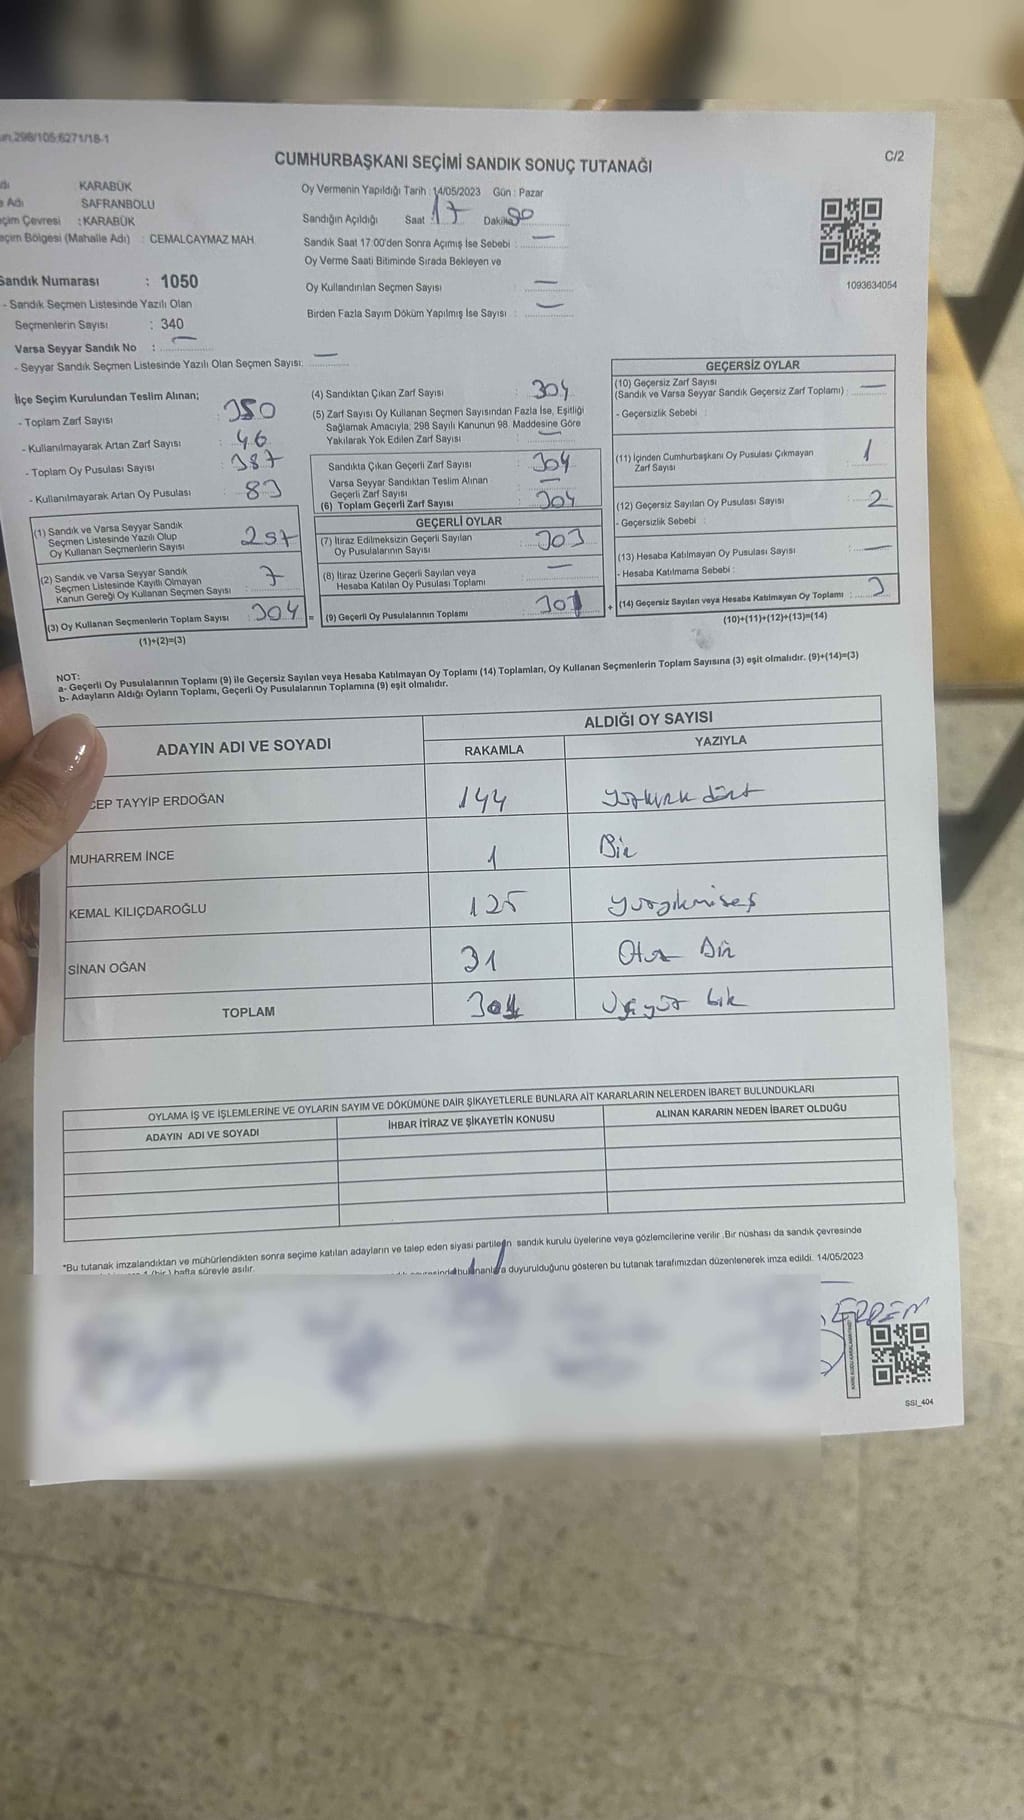 un.298/105:6271/18-1
C/2
CUMHURBAŞKANI SEÇİMİ SANDIK SONUÇ TUTANAĞI
: KARABÜK
Adı : SAFRANBOLU
çim Çevresi : KARABÜK
eçim Bölgesi (Mahalle Adı) : CEMALCAYMAZ MAH
Oy Vermenin Yapıldığı Tarih : 14/05/2023 Gün : Pazar
Sandığın Açıldığı Saat 17 Dakika
Sandık Saat 17:00'den Sonra Açımış İse Sebebi : —
Oy Verme Saati Bitiminde Sırada Bekleyen ve
Oy Kullandırılan Seçmen Sayısı : —
Birden Fazla Sayım Döküm Yapılmış İse Sayısı : —
1093634054
Sandık Numarası : 1050
- Sandık Seçmen Listesinde Yazılı Olan
Seçmenlerin Sayısı : 340
Varsa Seyyar Sandık No : —
- Seyyar Sandık Seçmen Listesinde Yazılı Olan Seçmen Sayısı: —
İlçe Seçim Kurulundan Teslim Alınan;
- Toplam Zarf Sayısı : 350
- Kullanılmayarak Artan Zarf Sayısı : 46
- Toplam Oy Pusulası Sayısı : 387
- Kullanılmayarak Artan Oy Pusulası : 83
(1) Sandık ve Varsa Seyyar Sandık
Seçmen Listesinde Yazılı Olup
Oy Kullanan Seçmenlerin Sayısı 297
(2) Sandık ve Varsa Seyyar Sandık
Seçmen Listesinde Kayıtlı Olmayan
Kanun Gereği Oy Kullanan Seçmen Sayısı : 7
(3) Oy Kullanan Seçmenlerin Toplam Sayısı : 304
(1)+(2)=(3)
(4) Sandıktan Çıkan Zarf Sayısı : 304
(5) Zarf Sayısı Oy Kullanan Seçmen Sayısından Fazla İse, Eşitliği
Sağlamak Amacıyla, 298 Sayılı Kanunun 98. Maddesine Göre
Yakılarak Yok Edilen Zarf Sayısı : —
Sandıkta Çıkan Geçerli Zarf Sayısı : 304
Varsa Seyyar Sandıktan Teslim Alınan
Geçerli Zarf Sayısı : —
(6) Toplam Geçerli Zarf Sayısı : 304
GEÇERLİ OYLAR
(7) İtiraz Edilmeksizin Geçerli Sayılan
Oy Pusulalarının Sayısı : 303
(8) İtiraz Üzerine Geçerli Sayılan veya
Hesaba Katılan Oy Pusulası Toplamı : —
= (9) Geçerli Oy Pusulalarının Toplamı : 301
+
GEÇERSİZ OYLAR
(10) Geçersiz Zarf Sayısı
(Sandık ve Varsa Seyyar Sandık Geçersiz Zarf Toplamı) : —
- Geçersizlik Sebebi :
(11) İçinden Cumhurbaşkanı Oy Pusulası Çıkmayan
Zarf Sayısı : 1
(12) Geçersiz Sayılan Oy Pusulası Sayısı : 2
- Geçersizlik Sebebi :
(13) Hesaba Katılmayan Oy Pusulası Sayısı : —
- Hesaba Katılmama Sebebi :
(14) Geçersiz Sayılan veya Hesaba Katılmayan Oy Toplamı : 3
(10)+(11)+(12)+(13)=(14)
NOT:
a- Geçerli Oy Pusulalarının Toplamı (9) ile Geçersiz Sayılan veya Hesaba Katılmayan Oy Toplamı (14) Toplamları, Oy Kullanan Seçmenlerin Toplam Sayısına (3) eşit olmalıdır. (9)+(14)=(3)
b- Adayların Aldığı Oyların Toplamı, Geçerli Oy Pusulalarının Toplamına (9) eşit olmalıdır.
ADAYIN ADI VE SOYADI
ALDIĞI OY SAYISI
RAKAMLA YAZIYLA
CEP TAYYİP ERDOĞAN 144 yüzkırk dört
MUHARREM İNCE 1 Bir
KEMAL KILIÇDAROĞLU 125 yüzyirmibeş
SİNAN OĞAN 31 Otuz Bir
TOPLAM 301 Üçyüz bir
OYLAMA İŞ VE İŞLEMLERİNE VE OYLARIN SAYIM VE DÖKÜMÜNE DAİR ŞİKAYETLERLE BUNLARA AİT KARARLARIN NELERDEN İBARET BULUNDUKLARI
ADAYIN ADI VE SOYADI İHBAR İTİRAZ VE ŞİKAYETİN KONUSU ALINAN KARARIN NEDEN İBARET OLDUĞU
*Bu tutanak imzalandıktan ve mühürlendikten sonra seçime katılan adayların ve talep eden siyasi partilerin sandık kurulu üyelerine veya gözlemcilerine verilir .Bir nüshası da sandık çevresinde
1 (bir) hafta süreyle asılır.
bulunanlara duyurulduğunu gösteren bu tutanak tarafımızdan düzenlenerek imza edildi. 14/05/2023
ERDEM
SSI_404